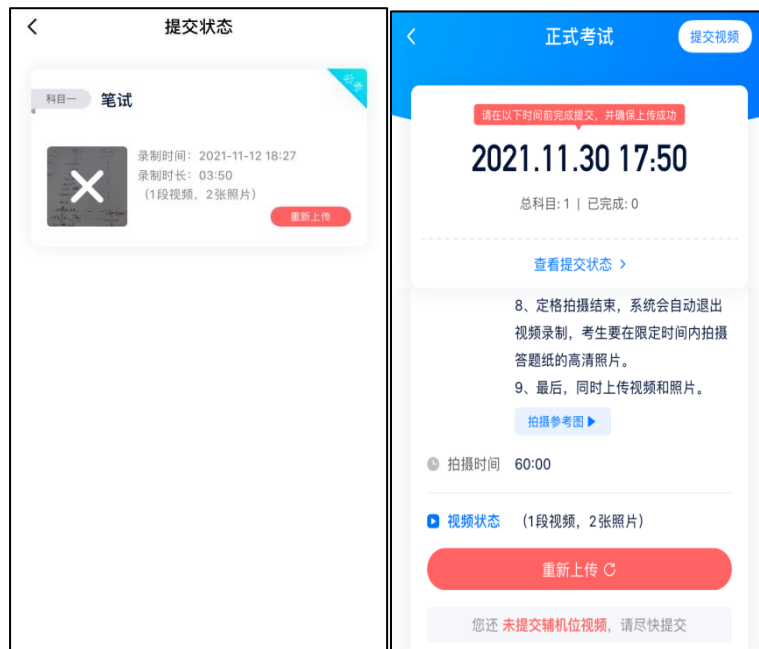 提交状态
必考
科目一 笔试
录制时间：2021-11-12 18:27
录制时长：03:50
（1段视频，2张照片）
重新上传
正式考试
提交视频
请在以下时间前完成提交，并确保上传成功
2021.11.30 17:50
总科目: 1 | 已完成: 0
查看提交状态
8、定格拍摄结束，系统会自动退出
视频录制，考生要在限定时间内拍摄
答题纸的高清照片。
9、最后，同时上传视频和照片。
拍摄参考图
拍摄时间 60:00
视频状态 （1段视频，2张照片）
重新上传
您还 未提交辅机位视频，请尽快提交